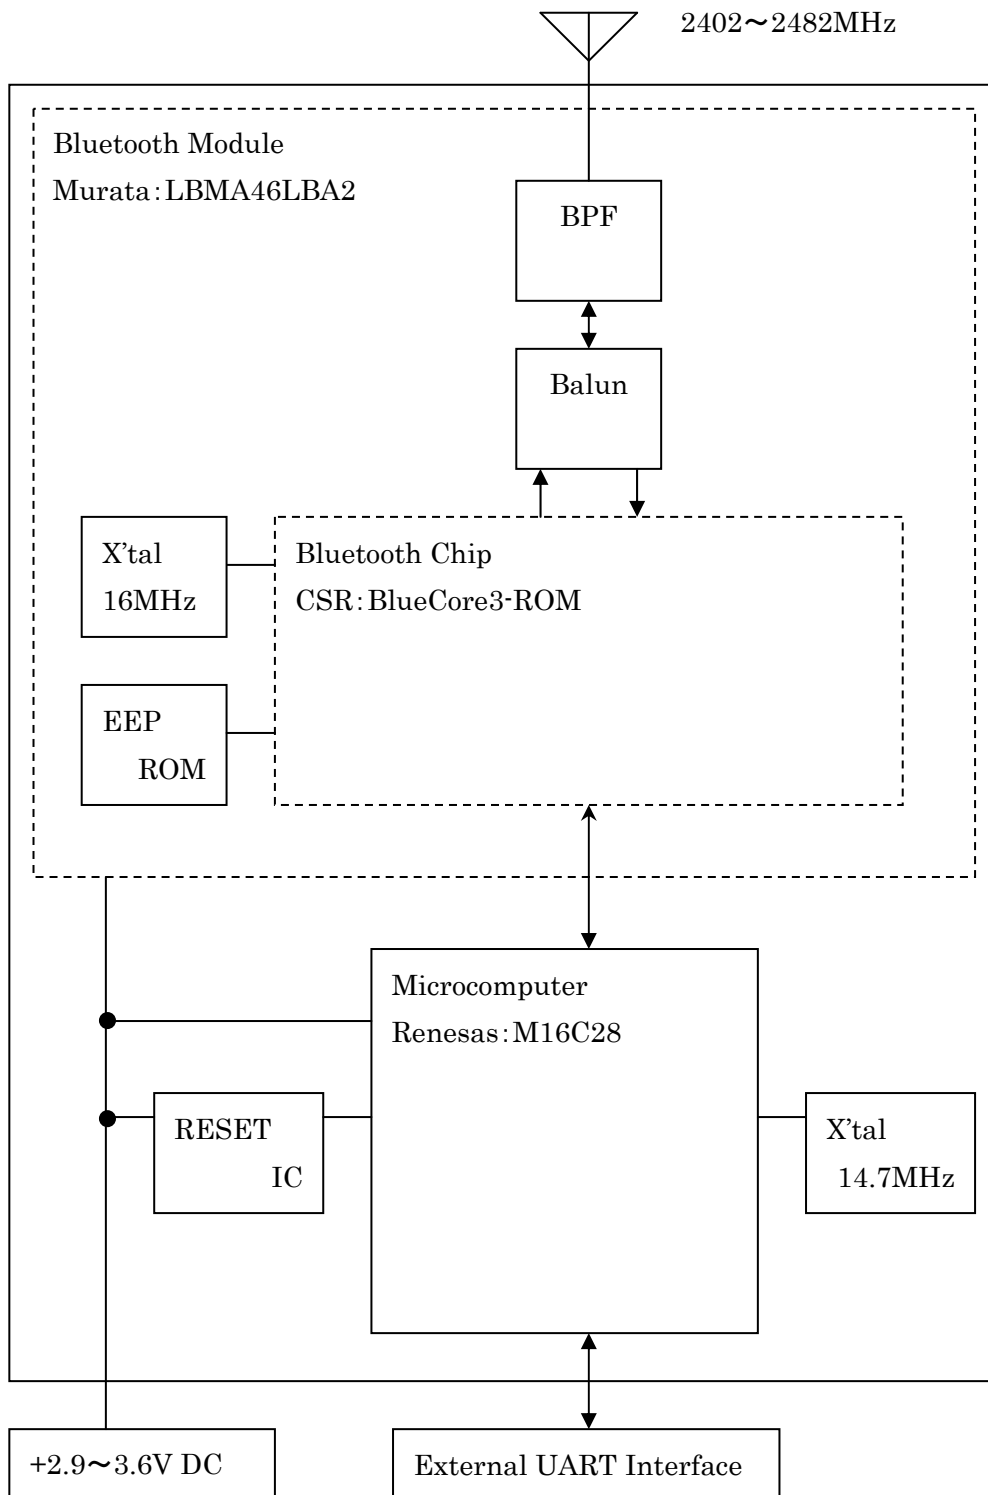 2402～2482MHz
Bluetooth Module
Murata：LBMA46LBA2
BPF
Balun
X'tal
16MHz
Bluetooth Chip
CSR：BlueCore3-ROM
EEP
ROM
Microcomputer
Renesas：M16C28
RESET
IC
X'tal
14.7MHz
+2.9～3.6V DC
External UART Interface